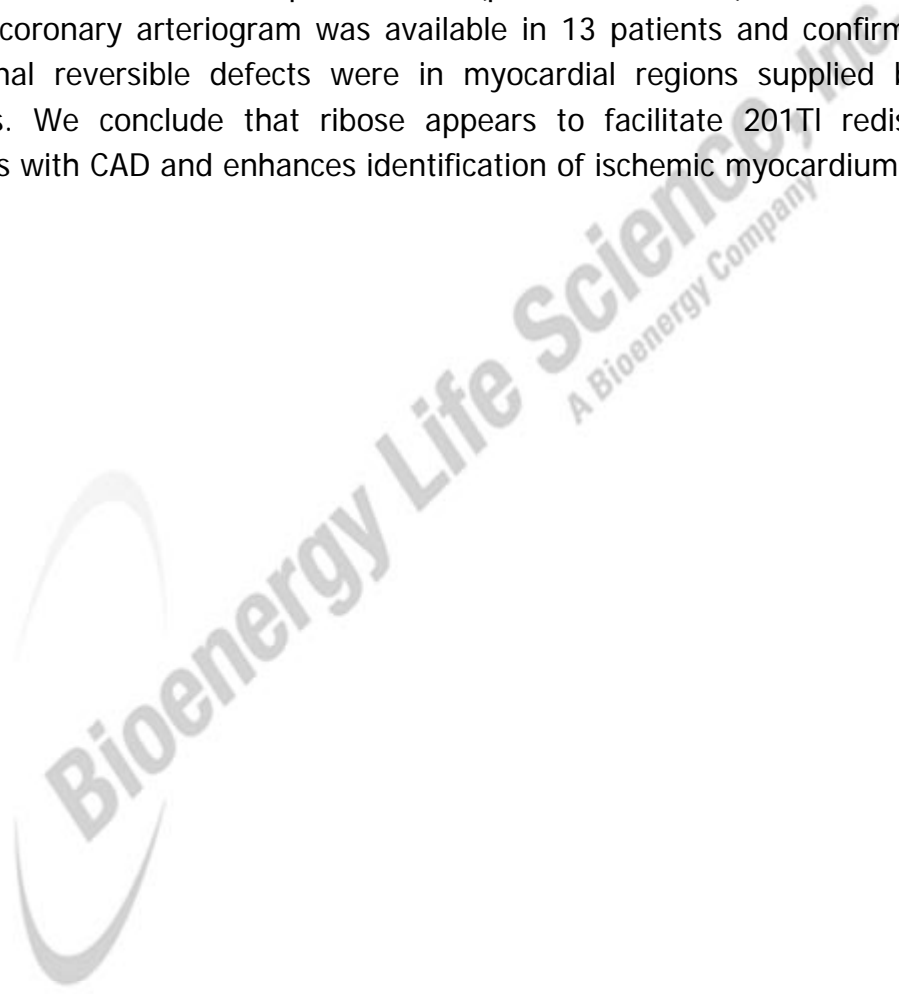 coronary arteriogram was available in 13 patients and confirm
nal reversible defects were in myocardial regions supplied
s. We conclude that ribose appears to facilitate 201Tl redis
s with CAD and enhances identification of ischemic myocardium
Bioenergy Life Science, Inc.
A Bioenergy Company